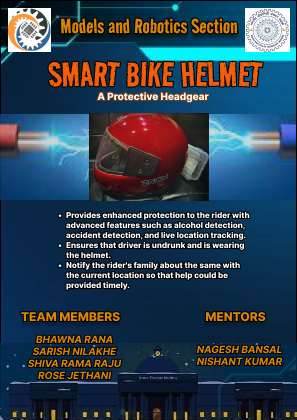 Models and Robotics Section
SMART BIKE HELMET
A Protective Headgear
• Provides enhanced protection to the rider with
advanced features such as alcohol detection,
accident detection, and live location tracking.
• Ensures that driver is undrunk and is wearing
the helmet.
• Notify the rider's family about the same with
the current location so that help could be
provided timely.
TEAM MEMBERS
BHAWNA RANA
SARISH NILAKHE
SHIVA RAMA RAJU
ROSE JETHANI
MENTORS
NAGESH BANSAL
NISHANT KUMAR